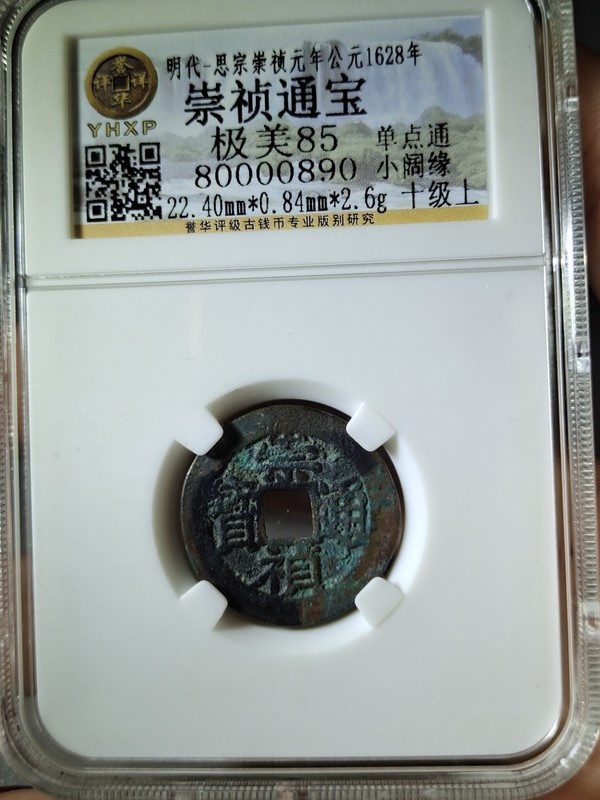 明代-思宗崇祯元年公元1628年
崇祯通宝
YHXP
极美85 单点通
80000890 小阔缘
22.40mm*0.84mm*2.6g 十级上
誉华评级古钱币专业版别研究
崇
寶 通
禎